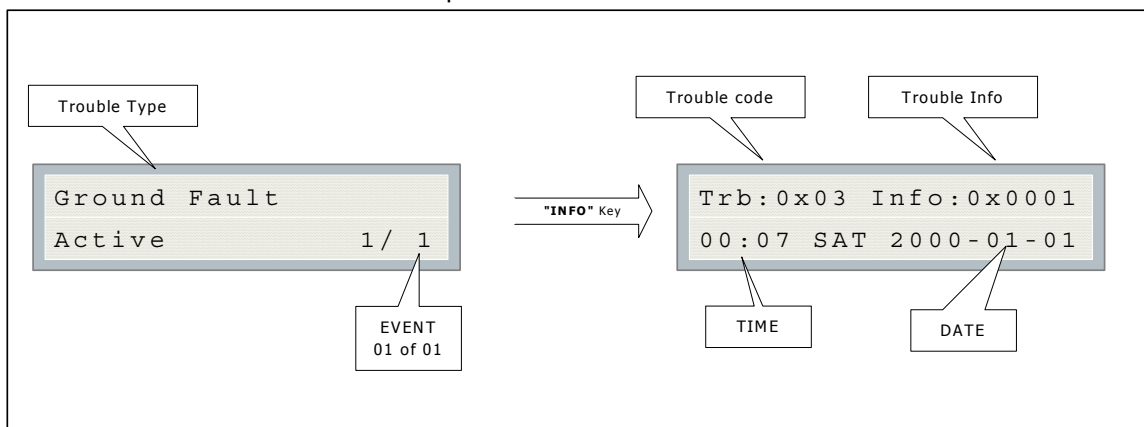 Trouble Type
Ground Fault
Active 1/ 1
EVENT
01 of 01
"INFO" Key
Trouble code
Trouble Info
Trb:0x03 Info:0x0001
00:07 SAT 2000-01-01
TIME
DATE